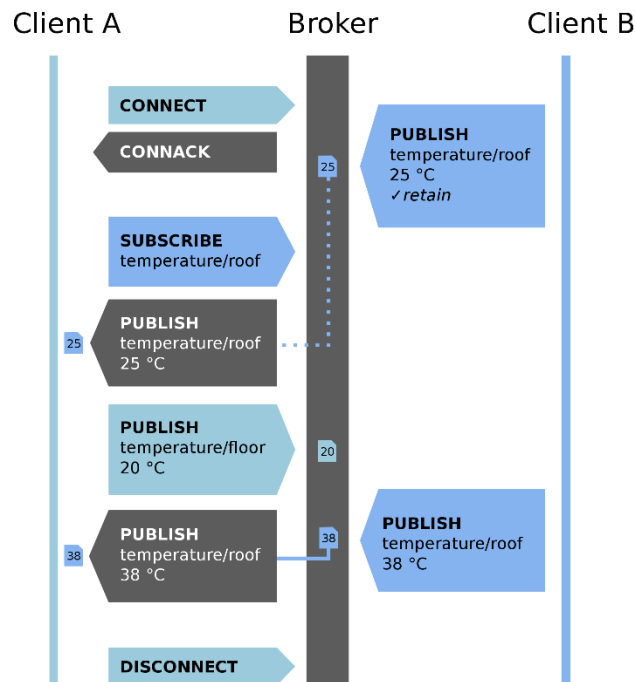 Client A
Broker
Client B
CONNECT
CONNACK
PUBLISH
temperature/roof
25 °C
✓retain
25
SUBSCRIBE
temperature/roof
PUBLISH
temperature/roof
25 °C
25
PUBLISH
temperature/floor
20 °C
20
PUBLISH
temperature/roof
38 °C
38
PUBLISH
temperature/roof
38 °C
38
DISCONNECT